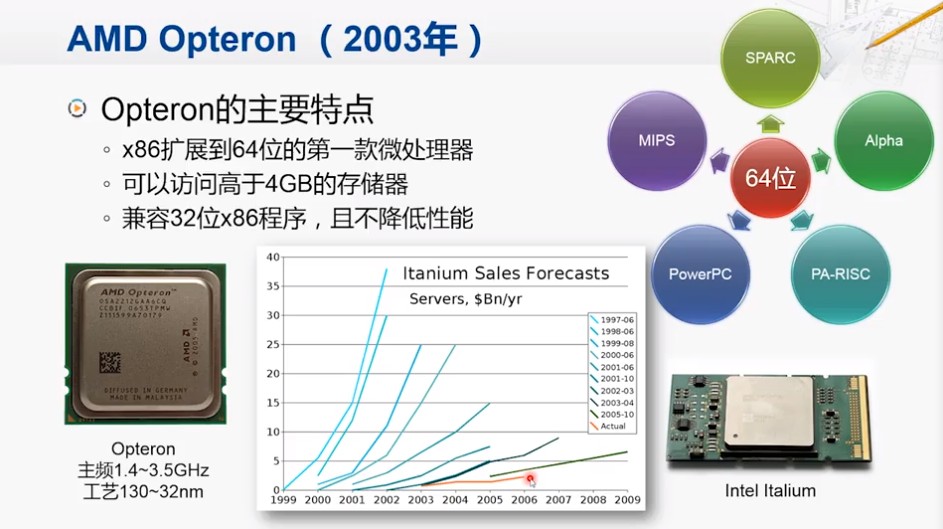 AMD Opteron （2003年）
Opteron的主要特点
x86扩展到64位的第一款微处理器
可以访问高于4GB的存储器
兼容32位x86程序，且不降低性能
SPARC
MIPS
Alpha
64位
PowerPC
PA-RISC
AMD Opteron™
OSA2212GAA6CQ
CCBIF 0653TPMW
Z131599A70179
© 2001 AMD
DIFFUSED IN GERMANY
MADE IN MALAYSIA
Opteron
主频1.4~3.5GHz
工艺130~32nm
Itanium Sales Forecasts
Servers, $Bn/yr
40
35
30
25
20
15
10
5
0
1997-06
1998-06
1999-08
2000-06
2001-06
2001-10
2002-03
2003-04
2005-10
Actual
1999 2000 2001 2002 2003 2004 2005 2006 2007 2008 2009
Intel Italium